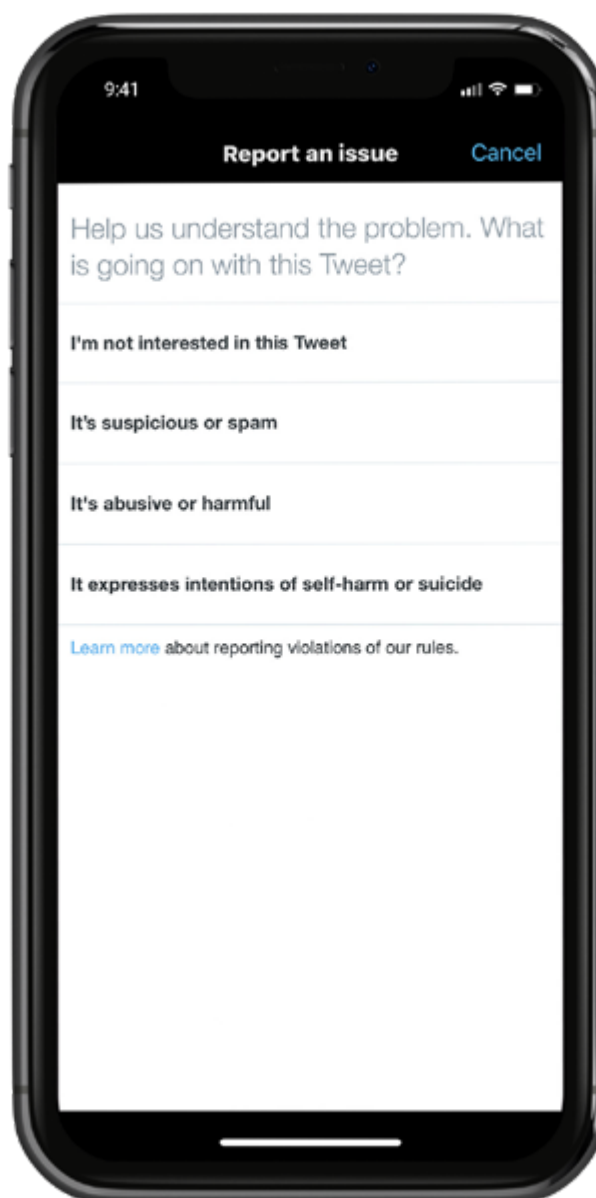 9:41
Report an issue Cancel
Help us understand the problem. What
is going on with this Tweet?
I'm not interested in this Tweet
It's suspicious or spam
It's abusive or harmful
It expresses intentions of self-harm or suicide
Learn more about reporting violations of our rules.